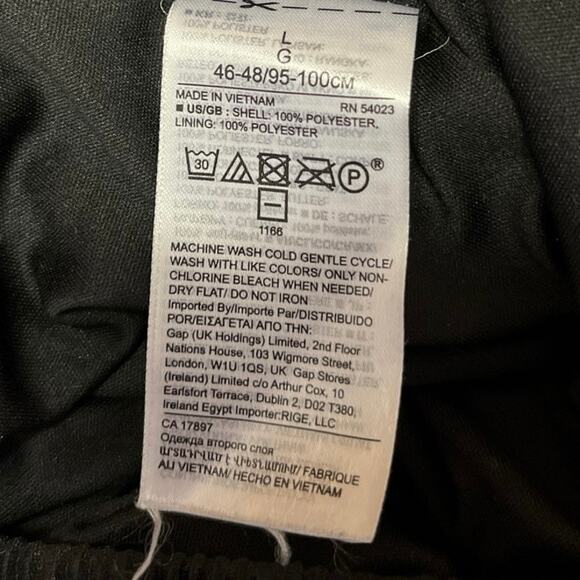 L
G
46-48/95-100CM
MADE IN VIETNAM RN 54023
■ US/GB : SHELL: 100% POLYESTER,
LINING: 100% POLYESTER
30 P®
1166
MACHINE WASH COLD GENTLE CYCLE/
WASH WITH LIKE COLORS/ ONLY NON-
CHLORINE BLEACH WHEN NEEDED/
DRY FLAT/ DO NOT IRON
Imported By/Importe Par/DISTRIBUIDO
POR/ΕΙΣΑΓΕΤΑΙ ΑΠΟ ΤΗΝ:
Gap (UK Holdings) Limited, 2nd Floor
Nations House, 103 Wigmore Street,
London, W1U 1QS, UK Gap Stores
(Ireland) Limited c/o Arthur Cox, 10
Earlsfort Terrace, Dublin 2, D02 T380,
Ireland Egypt Importer:RIGE, LLC
CA 17897
Одежда второго слоя
ԱՐՏԱԴՐՎԱԾ Է ՎԻԵՏՆԱՄՈՒՄ/ FABRIQUE
AU VIETNAM/ HECHO EN VIETNAM